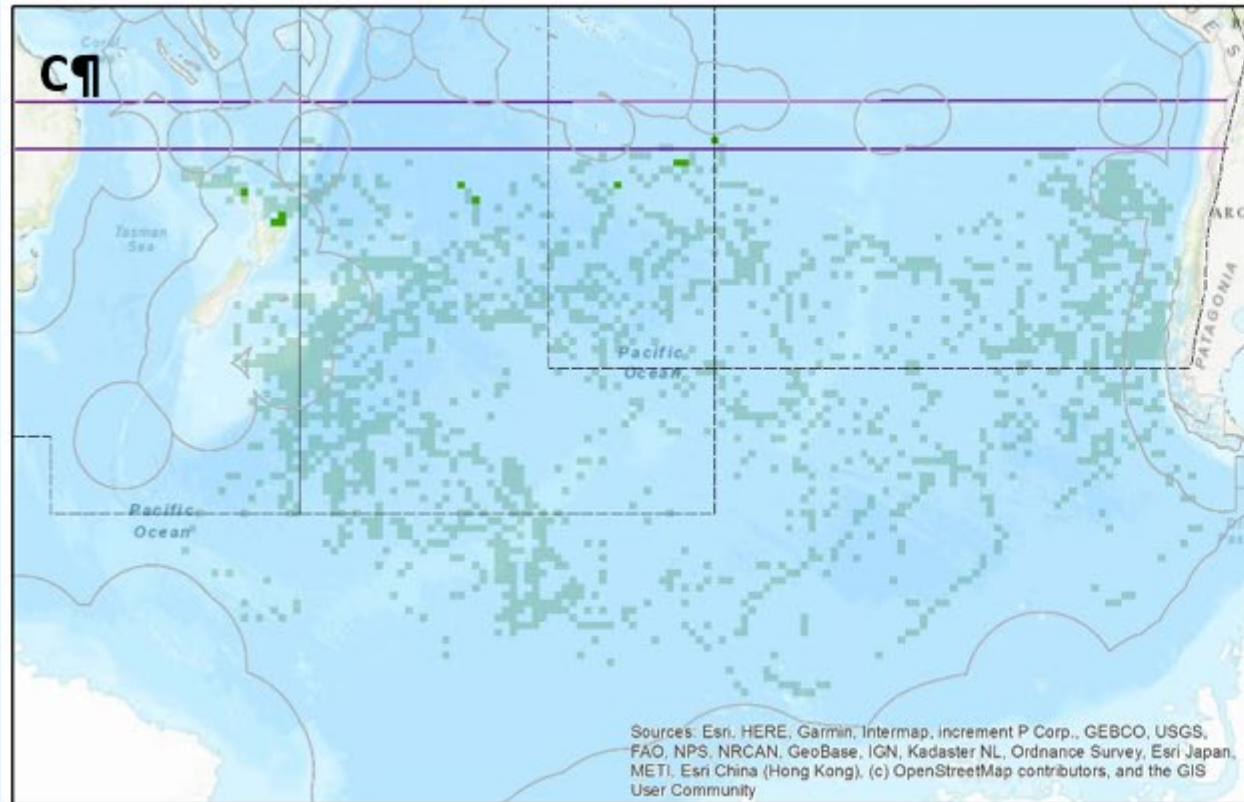 C¶
Coral
D E S
Tasman
Sea
ARG
PATAGONIA
Pacific
Ocean
Pacific
Ocean
Sources: Esri, HERE, Garmin, Intermap, increment P Corp., GEBCO, USGS,
FAO, NPS, NRCAN, GeoBase, IGN, Kadaster NL, Ordnance Survey, Esri Japan,
METI, Esri China (Hong Kong), (c) OpenStreetMap contributors, and the GIS
User Community